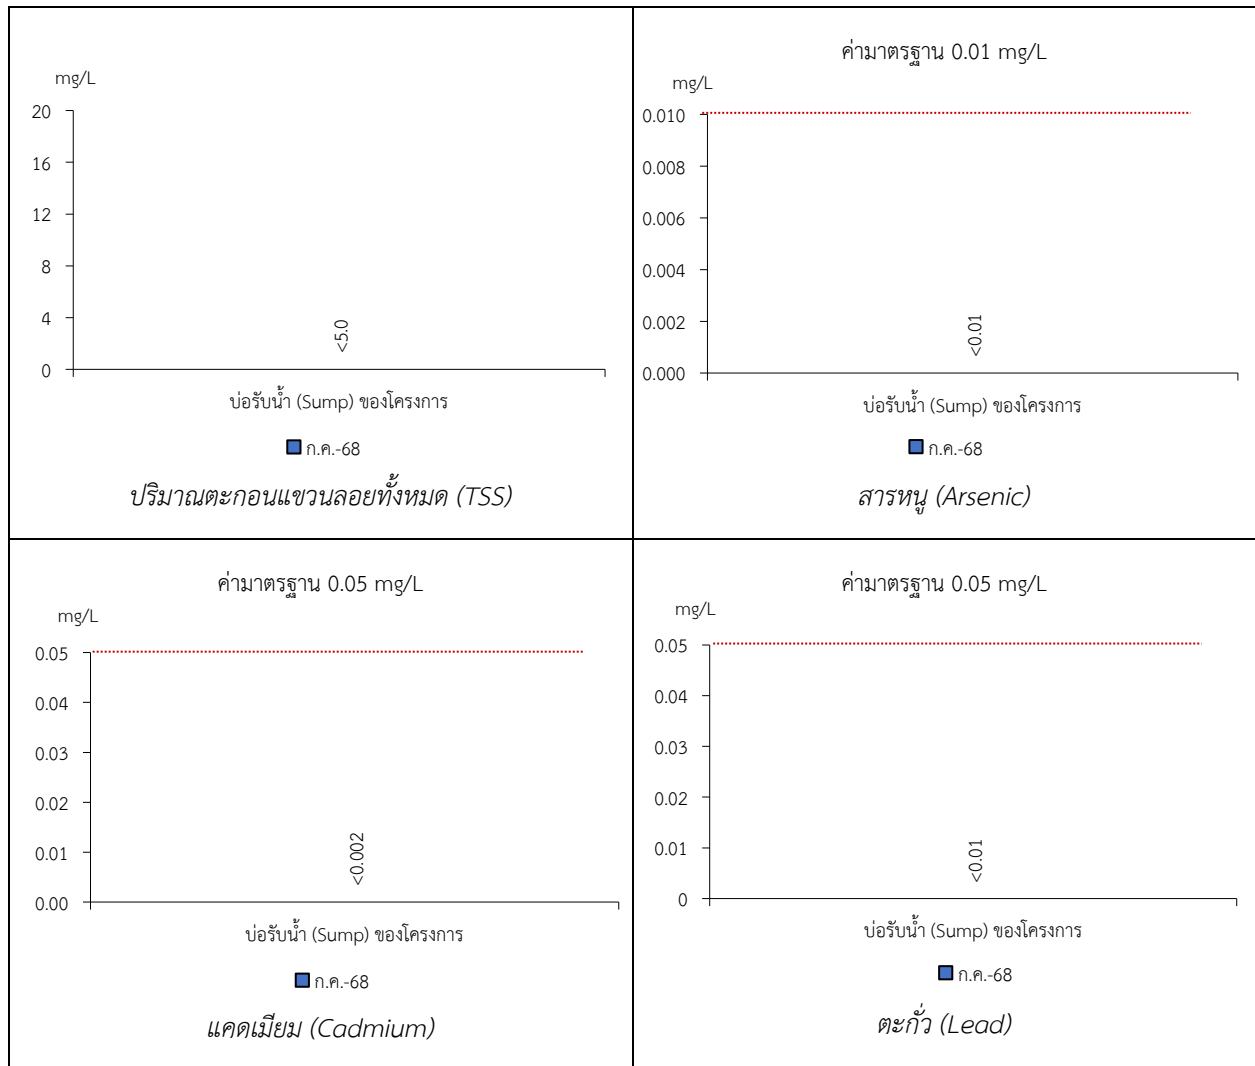 mg/L
20
16
12
8
4
0
<5.0
บ่อรับน้ำ (Sump) ของโครงการ
ก.ค.-68
ปริมาณตะกอนแขวนลอยทั้งหมด (TSS)
ค่ามาตรฐาน 0.01 mg/L
mg/L
0.010
0.008
0.006
0.004
0.002
0.000
<0.01
บ่อรับน้ำ (Sump) ของโครงการ
ก.ค.-68
สารหนู (Arsenic)
ค่ามาตรฐาน 0.05 mg/L
mg/L
0.05
0.04
0.03
0.02
0.01
0.00
<0.002
บ่อรับน้ำ (Sump) ของโครงการ
ก.ค.-68
แคดเมียม (Cadmium)
ค่ามาตรฐาน 0.05 mg/L
mg/L
0.05
0.04
0.03
0.02
0.01
0
<0.01
บ่อรับน้ำ (Sump) ของโครงการ
ก.ค.-68
ตะกั่ว (Lead)